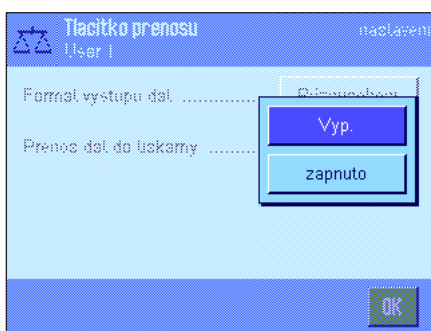 Tlacitko prenosu nastaveni
User 1
Format vystupu dat .............
Vyp.
Prenos dat do tiskarny ........
zapnuto
OK